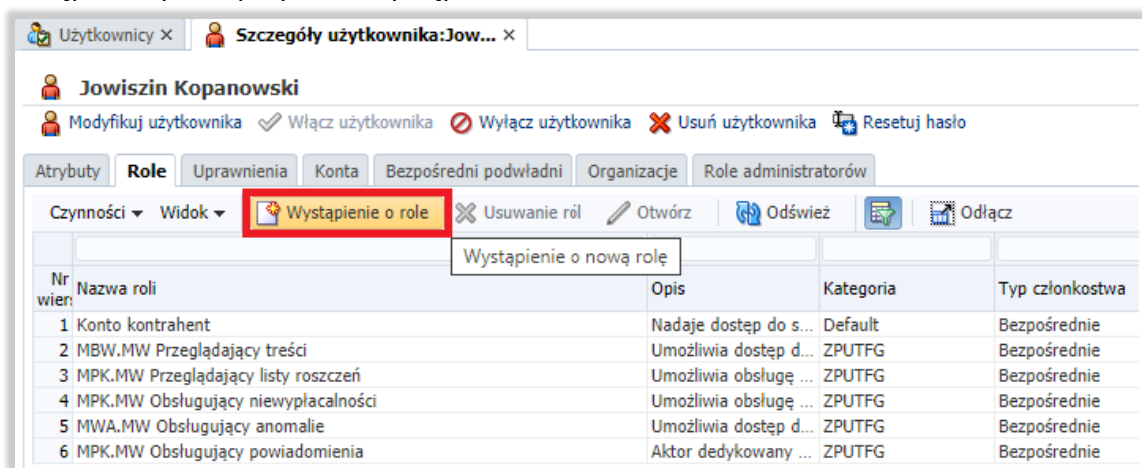 Użytkownicy × Szczegóły użytkownika:Jow... ×
Jowiszin Kopanowski
Modyfikuj użytkownika Włącz użytkownika Wyłącz użytkownika Usuń użytkownika Resetuj hasło
Atrybuty Role Uprawnienia Konta Bezpośredni podwładni Organizacje Role administratorów
Czynności Widok Wystąpienie o role Usuwanie ról Otwórz Odśwież Odłącz
Wystąpienie o nową rolę
Nr wier Nazwa roli Opis Kategoria Typ członkostwa
1 Konto kontrahent Nadaje dostęp do s... Default Bezpośrednie
2 MBW.MW Przeglądający treści Umożliwia dostęp d... ZPUTFG Bezpośrednie
3 MPK.MW Przeglądający listy roszczeń Umożliwia obsługę ... ZPUTFG Bezpośrednie
4 MPK.MW Obsługujący niewypłacalności Umożliwia obsługę ... ZPUTFG Bezpośrednie
5 MWA.MW Obsługujący anomalie Umożliwia dostęp d... ZPUTFG Bezpośrednie
6 MPK.MW Obsługujący powiadomienia Aktor dedykowany ... ZPUTFG Bezpośrednie